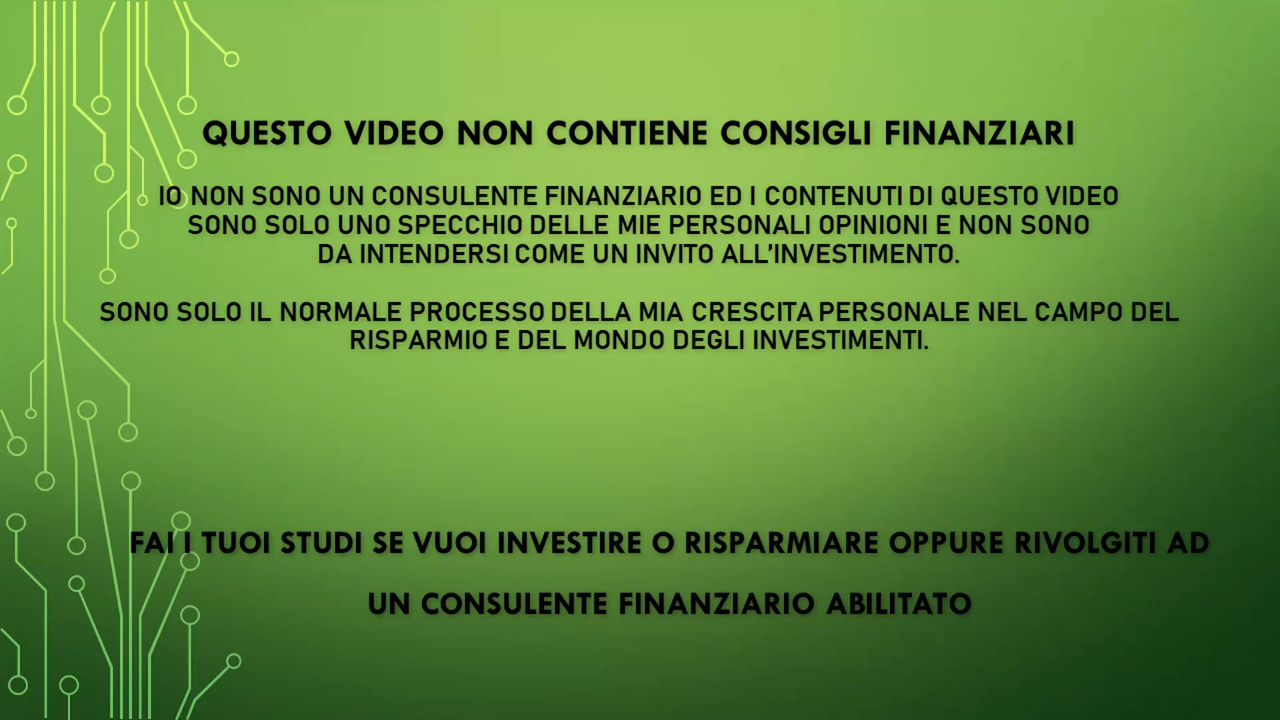 QUESTO VIDEO NON CONTIENE CONSIGLI FINANZIARI
IO NON SONO UN CONSULENTE FINANZIARIO ED I CONTENUTI DI QUESTO VIDEO
SONO SOLO UNO SPECCHIO DELLE MIE PERSONALI OPINIONI E NON SONO
DA INTENDERSI COME UN INVITO ALL'INVESTIMENTO.
SONO SOLO IL NORMALE PROCESSO DELLA MIA CRESCITA PERSONALE NEL CAMPO DEL
RISPARMIO E DEL MONDO DEGLI INVESTIMENTI.
FAI I TUOI STUDI SE VUOI INVESTIRE O RISPARMIARE OPPURE RIVOLGITI AD
UN CONSULENTE FINANZIARIO ABILITATO